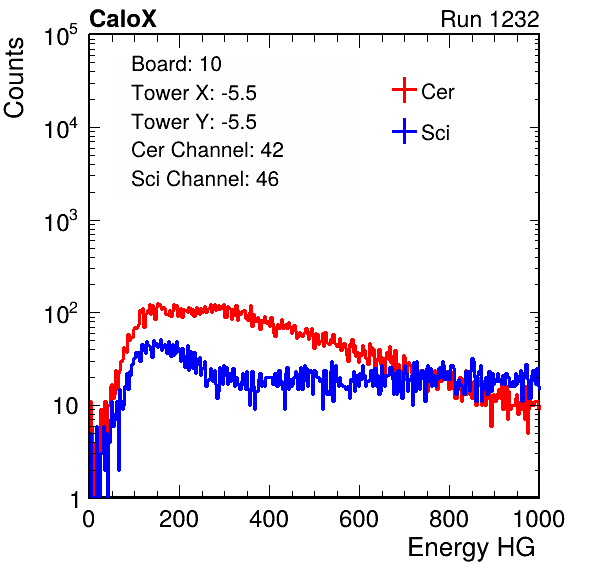 CaloX Run 1232
Counts
10^5
10^4
10^3
10^2
10
1
Board: 10
Tower X: -5.5
Tower Y: -5.5
Cer Channel: 42
Sci Channel: 46
Cer
Sci
0 200 400 600 800 1000
Energy HG